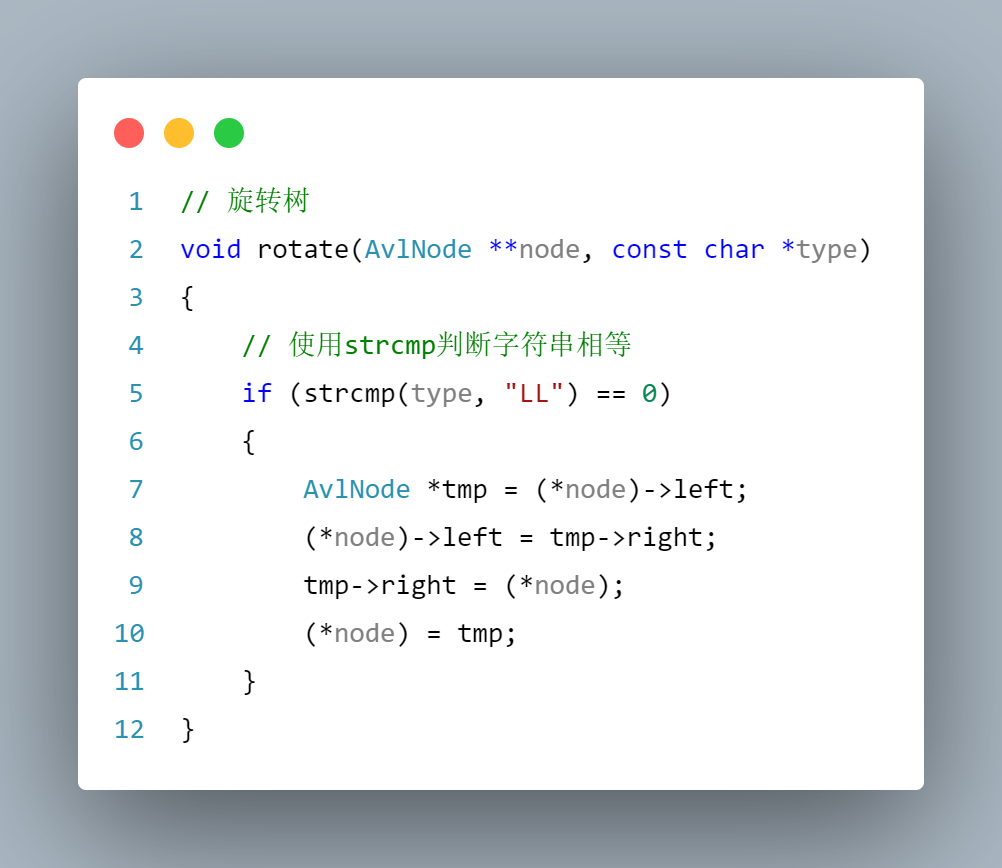 1 // 旋转树
2 void rotate(AvlNode **node, const char *type)
3 {
4     // 使用strcmp判断字符串相等
5     if (strcmp(type, "LL") == 0)
6     {
7         AvlNode *tmp = (*node)->left;
8         (*node)->left = tmp->right;
9         tmp->right = (*node);
10         (*node) = tmp;
11     }
12 }